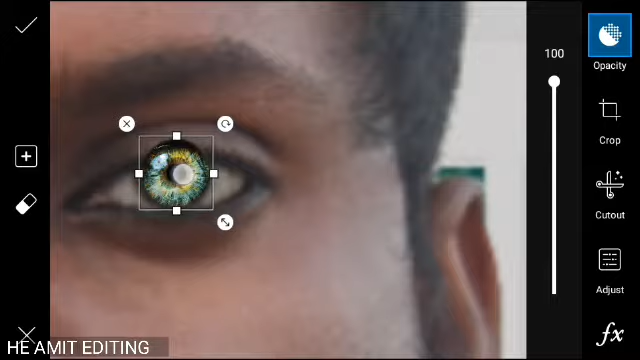 100
Opacity
Crop
Cutout
Adjust
fx
HE AMIT EDITING